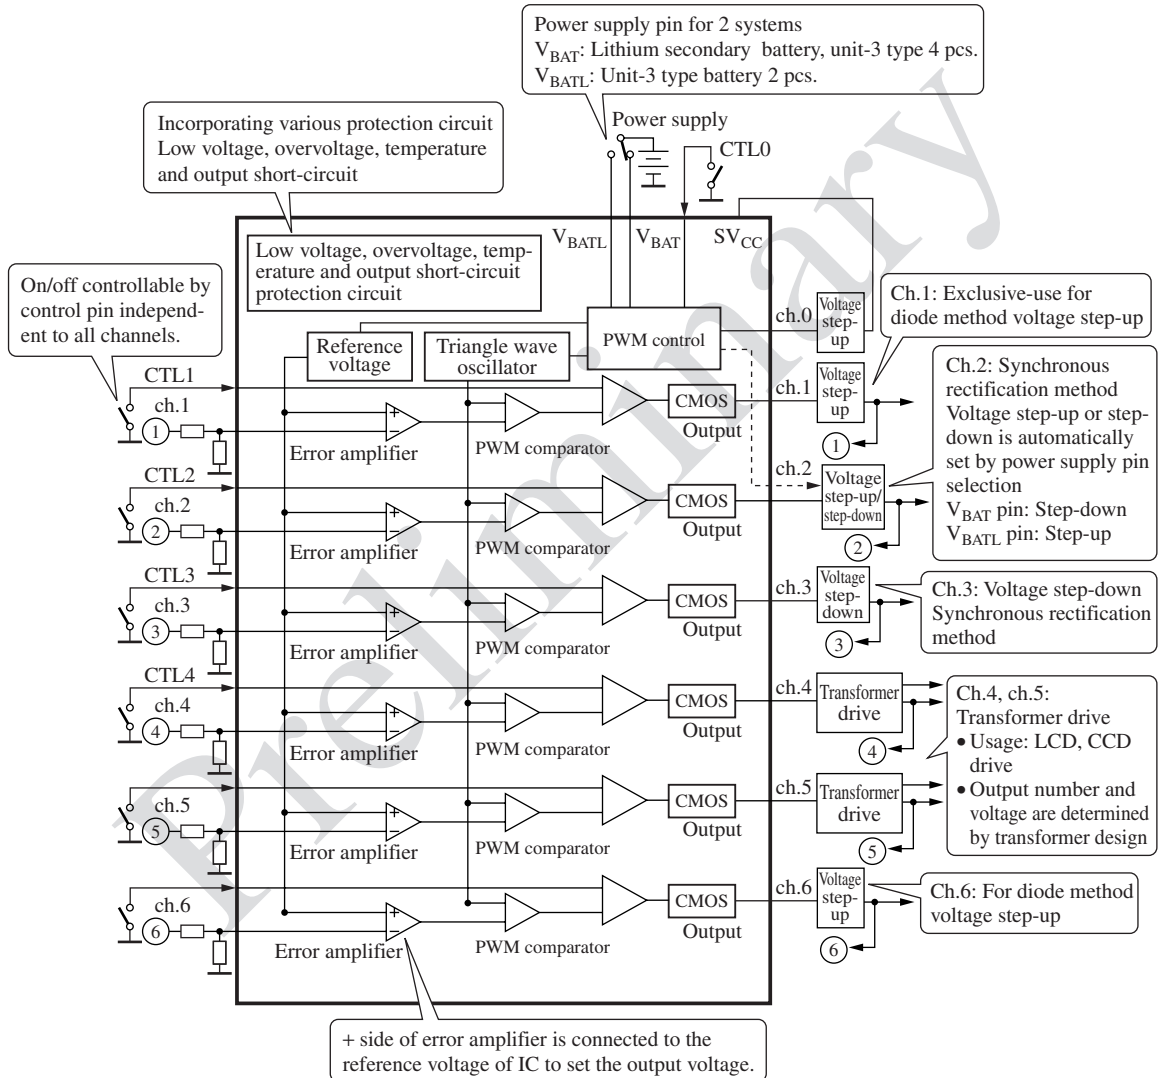 Power supply pin for 2 systems
VBAT: Lithium secondary battery, unit-3 type 4 pcs.
VBATL: Unit-3 type battery 2 pcs.
Incorporating various protection circuit
Low voltage, overvoltage, temperature
and output short-circuit
Power supply
CTL0
VBATL
VBAT
SVCC
Low voltage, overvoltage, temp-
erature and output short-circuit
protection circuit
On/off controllable by
control pin independ-
ent to all channels.
Reference
voltage
Triangle wave
oscillator
PWM control
ch.0
Voltage
step-
up
Ch.1: Exclusive-use for
diode method voltage step-up
CTL1
ch.1
1
+
−
Error amplifier
PWM comparator
CMOS
Output
ch.1
Voltage
step-
up
1
Ch.2: Synchronous
rectification method
Voltage step-up or step-
down is automatically
set by power supply pin
selection
VBAT pin: Step-down
VBATL pin: Step-up
CTL2
ch.2
2
+
−
Error amplifier
PWM comparator
CMOS
Output
ch.2
Voltage
step-up/
step-down
2
CTL3
ch.3
3
+
−
Error amplifier
PWM comparator
CMOS
Output
ch.3
Voltage
step-
down
3
Ch.3: Voltage step-down
Synchronous rectification
method
CTL4
ch.4
4
+
−
Error amplifier
PWM comparator
CMOS
Output
ch.4
Transformer
drive
4
Ch.4, ch.5:
Transformer drive
• Usage: LCD, CCD
drive
• Output number and
voltage are determined
by transformer design
ch.5
5
+
−
Error amplifier
PWM comparator
CMOS
Output
ch.5
Transformer
drive
5
ch.6
6
+
−
Error amplifier
PWM comparator
CMOS
Output
ch.6
Voltage
step-
up
6
Ch.6: For diode method
voltage step-up
+ side of error amplifier is connected to the
reference voltage of IC to set the output voltage.
Preliminary